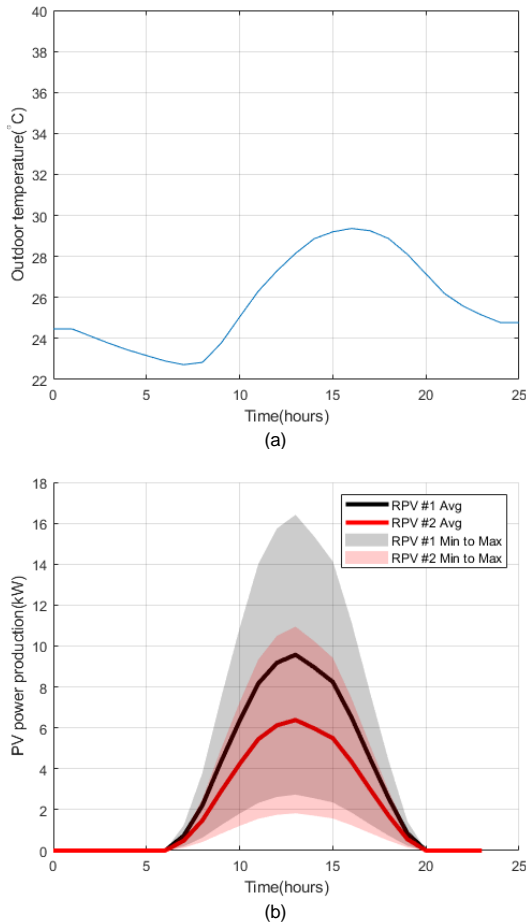 40
38
36
34
32
30
28
26
24
22
Outdoor temperature(°C)
0 5 10 15 20 25
Time(hours)
(a)
18
16
14
12
10
8
6
4
2
0
PV power production(kW)
RPV #1 Avg
RPV #2 Avg
RPV #1 Min to Max
RPV #2 Min to Max
0 5 10 15 20 25
Time(hours)
(b)